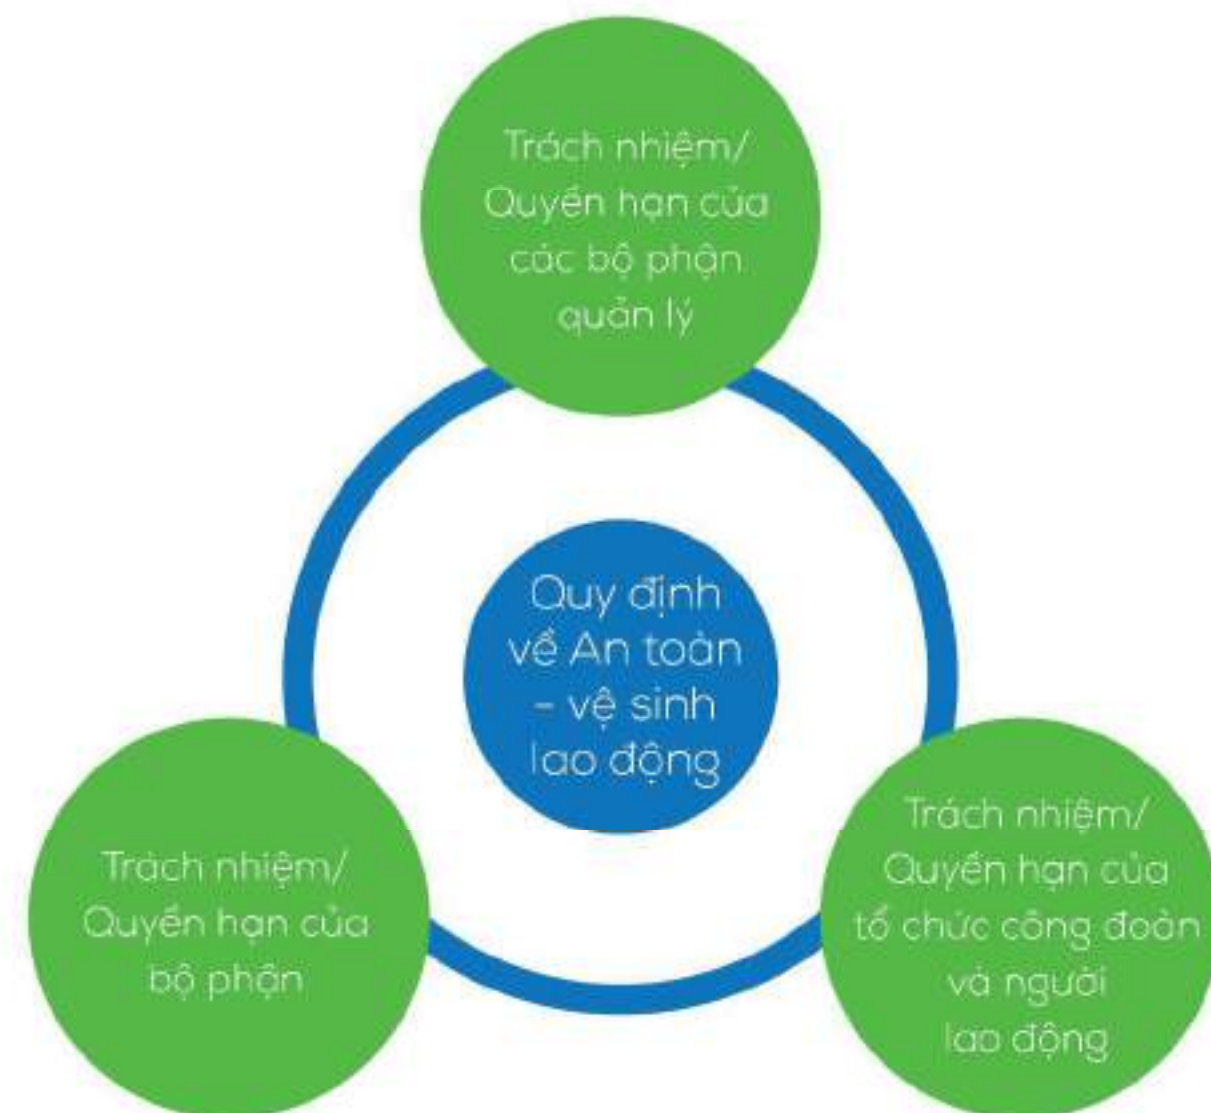 Trách nhiệm/
Quyền hạn của
các bộ phận
quản lý
Quy định
về An toàn
– vệ sinh
lao động
Trách nhiệm/
Quyền hạn của
bộ phận
Trách nhiệm/
Quyền hạn của
tổ chức công đoàn
và người
lao động